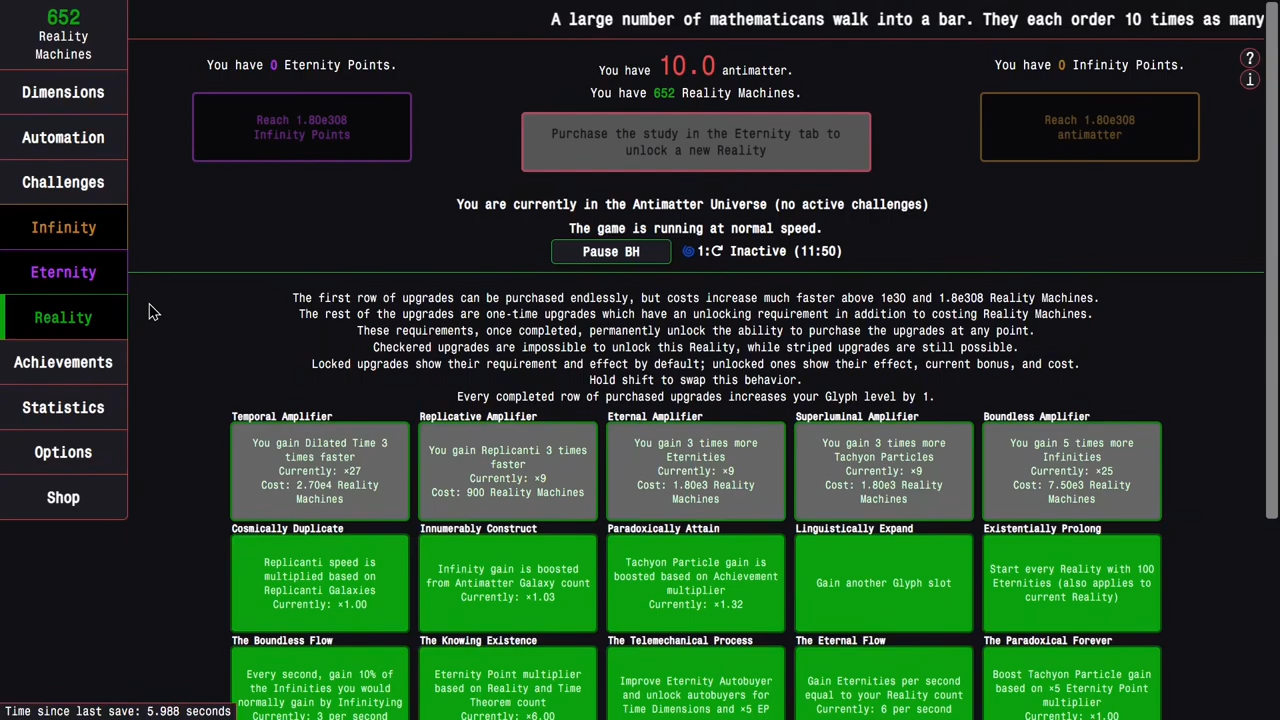 652
Reality
Machines
Dimensions
Automation
Challenges
Infinity
Eternity
Reality
Achievements
Statistics
Options
Shop
A large number of mathematicans walk into a bar. They each order 10 times as many
You have 0 Eternity Points.
Reach 1.80e308
Infinity Points
You have 10.0 antimatter.
You have 652 Reality Machines.
Purchase the study in the Eternity tab to
unlock a new Reality
You have 0 Infinity Points.
Reach 1.80e308
antimatter
?
i
You are currently in the Antimatter Universe (no active challenges)
The game is running at normal speed.
Pause BH
1: Inactive (11:50)
The first row of upgrades can be purchased endlessly, but costs increase much faster above 1e30 and 1.8e308 Reality Machines.
The rest of the upgrades are one-time upgrades which have an unlocking requirement in addition to costing Reality Machines.
These requirements, once completed, permanently unlock the ability to purchase the upgrades at any point.
Checkered upgrades are impossible to unlock this Reality, while striped upgrades are still possible.
Locked upgrades show their requirement and effect by default; unlocked ones show their effect, current bonus, and cost.
Hold shift to swap this behavior.
Every completed row of purchased upgrades increases your Glyph level by 1.
Temporal Amplifier
You gain Dilated Time 3
times faster
Currently: ×27
Cost: 2.70e4 Reality
Machines
Replicative Amplifier
You gain Replicanti 3 times
faster
Currently: ×9
Cost: 900 Reality Machines
Eternal Amplifier
You gain 3 times more
Eternities
Currently: ×9
Cost: 1.80e3 Reality
Machines
Superluminal Amplifier
You gain 3 times more
Tachyon Particles
Currently: ×9
Cost: 1.80e3 Reality
Machines
Boundless Amplifier
You gain 5 times more
Infinities
Currently: ×25
Cost: 7.50e3 Reality
Machines
Cosmically Duplicate
Replicanti speed is
multiplied based on
Replicanti Galaxies
Currently: ×1.00
Innumerably Construct
Infinity gain is boosted
from Antimatter Galaxy count
Currently: ×1.03
Paradoxically Attain
Tachyon Particle gain is
boosted based on Achievement
multiplier
Currently: ×1.32
Linguistically Expand
Gain another Glyph slot
Existentially Prolong
Start every Reality with 100
Eternities (also applies to
current Reality)
The Boundless Flow
Every second, gain 10% of
the Infinities you would
normally gain by Infinitying
Currently: 3 per second
The Knowing Existence
Eternity Point multiplier
based on Reality and Time
Theorem count
Currently: ×6.00
The Telemechanical Process
Improve Eternity Autobuyer
and unlock autobuyers for
Time Dimensions and ×5 EP
The Eternal Flow
Gain Eternities per second
equal to your Reality count
Currently: 6 per second
The Paradoxical Forever
Boost Tachyon Particle gain
based on ×5 Eternity Point
multiplier
Currently: ×1.00
Time since last save: 5.988 seconds